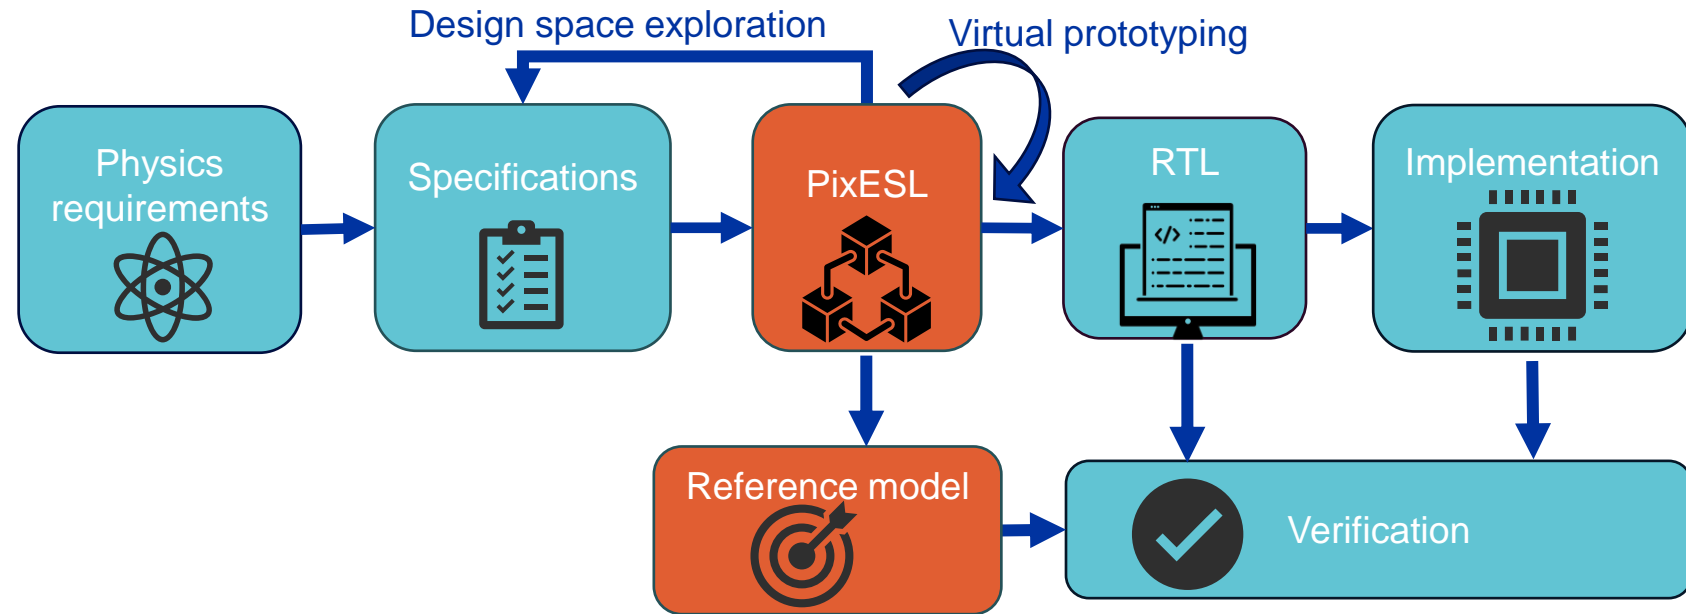 Design space exploration
Virtual prototyping
Physics
requirements
Specifications
PixESL
RTL
</>
Implementation
Reference model
Verification